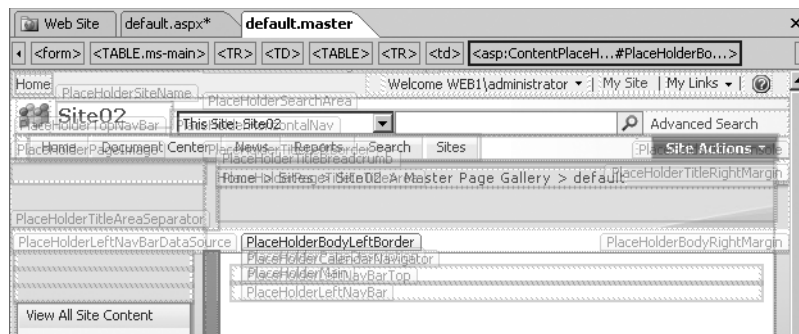 Web Site default.aspx* default.master
<form> <TABLE.ms-main> <TR> <TD> <TABLE> <TR> <td> <asp:ContentPlaceH...#PlaceHolderBo...>
Home Welcome WEB1\administrator | My Site | My Links |
PlaceHolderSiteName
PlaceHolderSearchArea
Site02 This Site: Site02 Advanced Search
PlaceHolderTopNavBar
Home Document Center News Reports Search Sites Site Actions
PlaceHolderTitleBreadcrumb
Home > Sites > Site02 > Master Page Gallery > default PlaceHolderTitleRightMargin
PlaceHolderTitleAreaSeparator
PlaceHolderLeftNavBarDataSource PlaceHolderBodyLeftBorder PlaceHolderBodyRightMargin
PlaceHolderCalendarNavigator
PlaceHolderLeftNavBar
View All Site Content